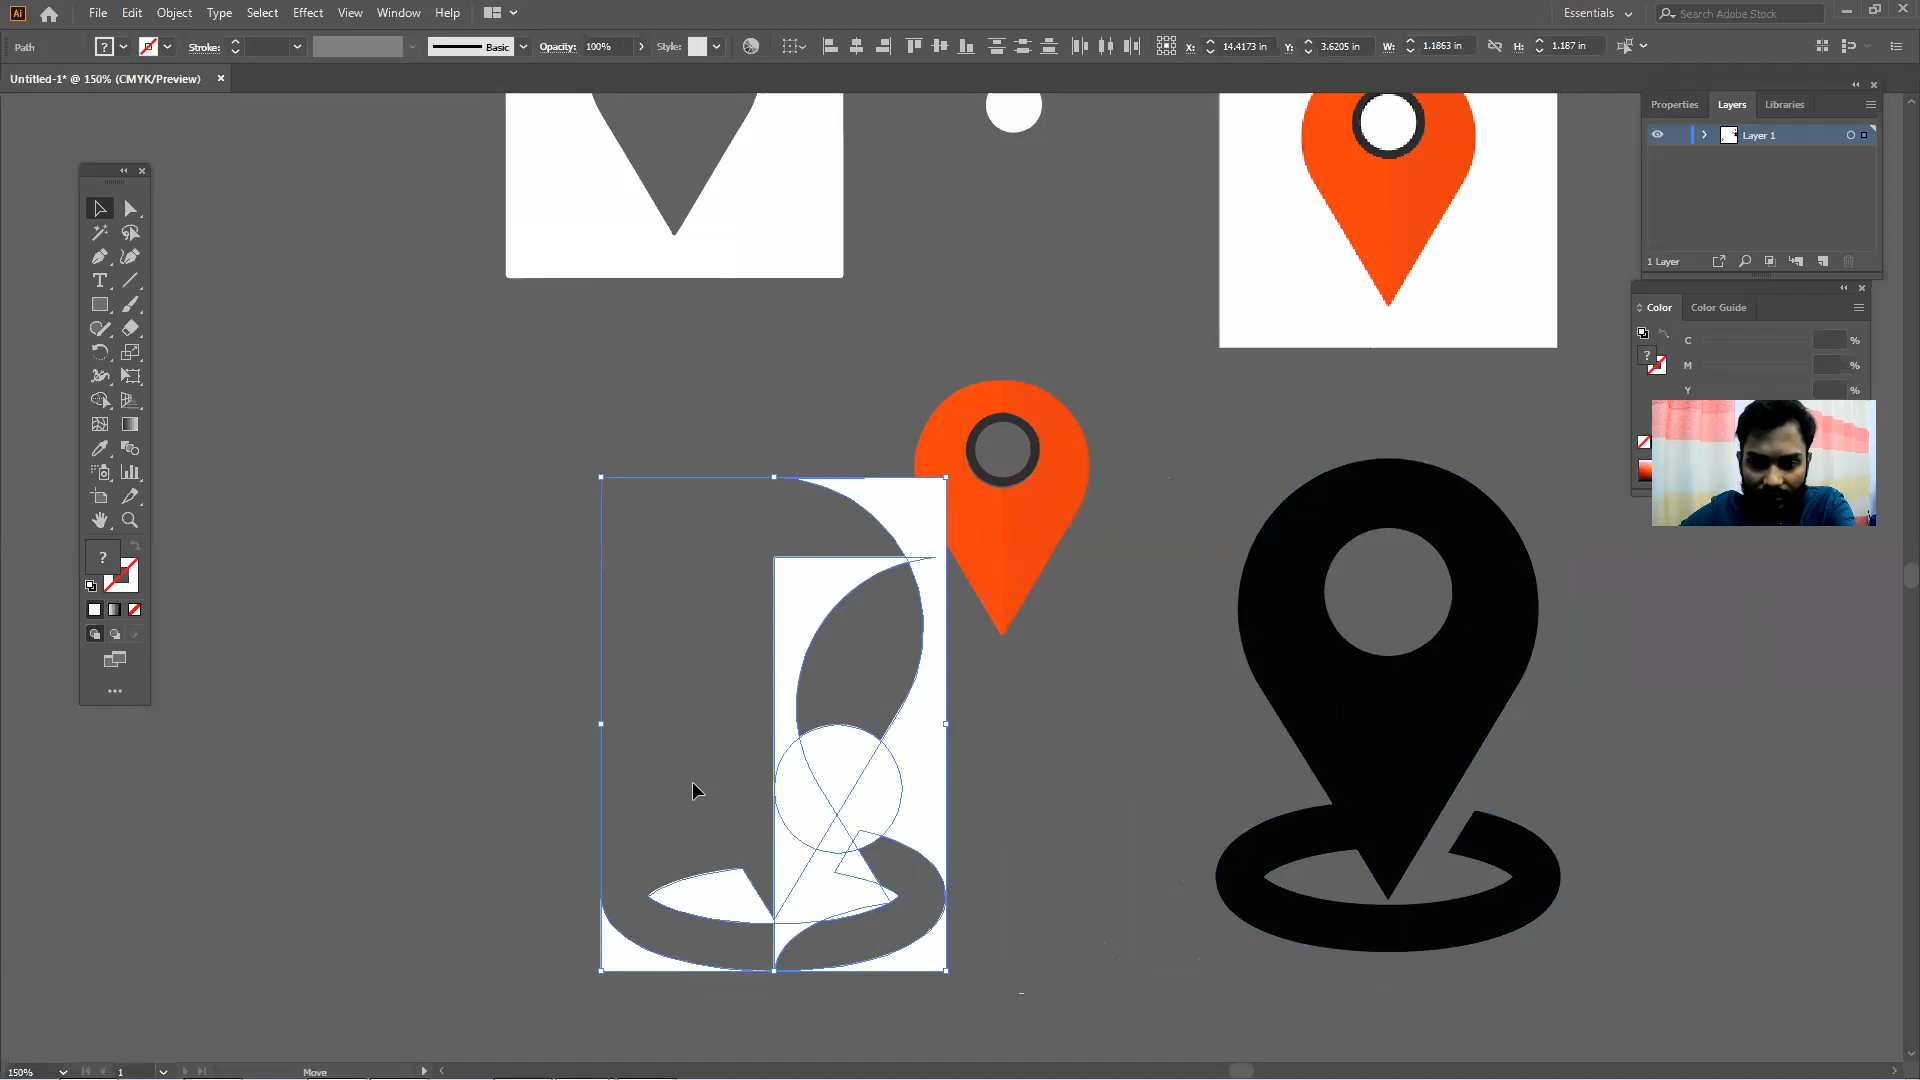 Ai File Edit Object Type Select Effect View Window Help Essentials Search Adobe Stock
Path ? Stroke: Basic Opacity: 100% Style: X: 14.4173 in Y: 3.6205 in W: 1.1863 in H: 1.187 in
Untitled-1* @ 150% (CMYK/Preview) ×
Properties Layers Libraries
Layer 1
1 Layer
Color Color Guide
C %
? M %
Y %
?
150% 1 Move